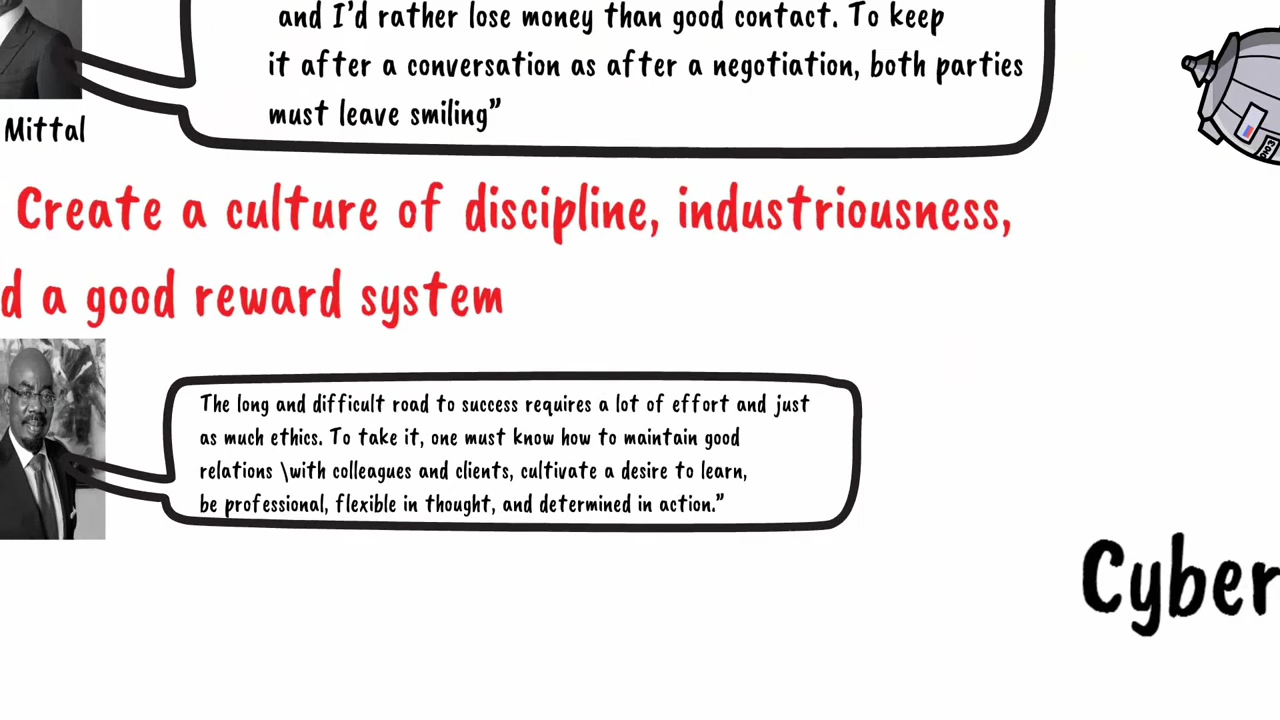 and I'd rather lose money than good contact. To keep
it after a conversation as after a negotiation, both parties
must leave smiling”
Mittal
Create a culture of discipline, industriousness,
d a good reward system
The long and difficult road to success requires a lot of effort and just
as much ethics. To take it, one must know how to maintain good
relations \with colleagues and clients, cultivate a desire to learn,
be professional, flexible in thought, and determined in action.”
Cyber